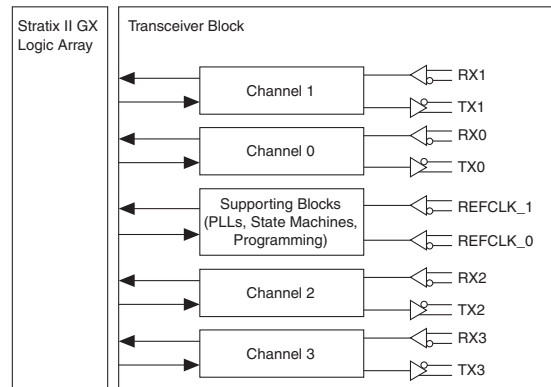 Stratix II GX
Logic Array
Transceiver Block
Channel 1
RX1
TX1
Channel 0
RX0
TX0
Supporting Blocks
(PLLs, State Machines,
Programming)
REFCLK_1
REFCLK_0
Channel 2
RX2
TX2
Channel 3
RX3
TX3